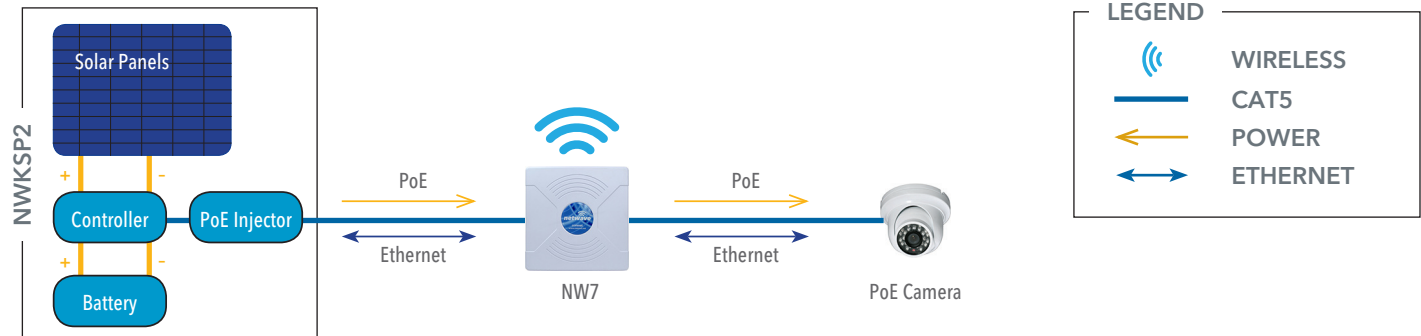 LEGEND
Solar Panels
WIRELESS
CAT5
POWER
ETHERNET
NWKSP2
+ -
Controller
PoE Injector
PoE
Ethernet
PoE
Ethernet
+ -
Battery
netwave
NW7
PoE Camera